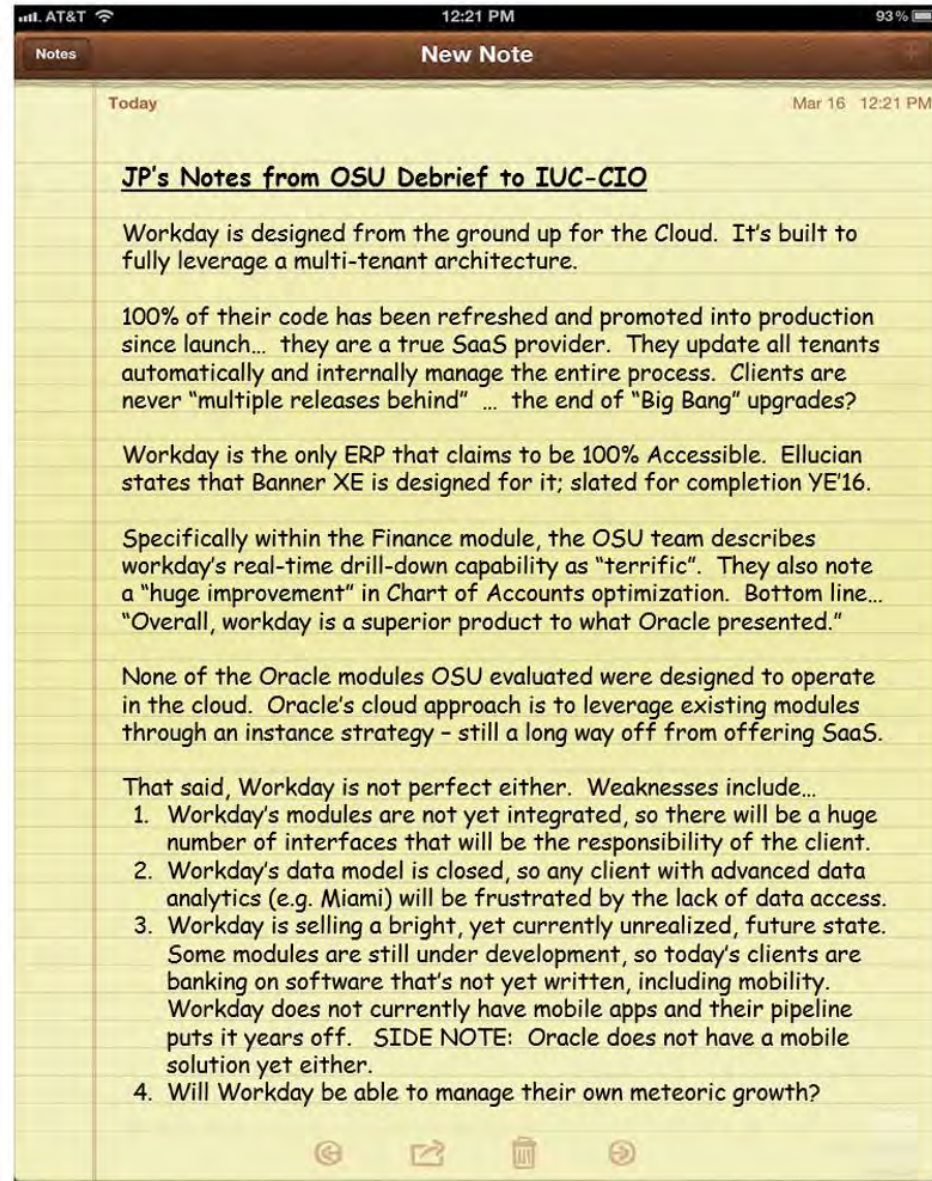 AT&T 12:21 PM 93%
Notes New Note +
Today Mar 16 12:21 PM
JP's Notes from OSU Debrief to IUC-CIO
Workday is designed from the ground up for the Cloud. It's built to
fully leverage a multi-tenant architecture.
100% of their code has been refreshed and promoted into production
since launch… they are a true SaaS provider. They update all tenants
automatically and internally manage the entire process. Clients are
never “multiple releases behind” … the end of “Big Bang” upgrades?
Workday is the only ERP that claims to be 100% Accessible. Ellucian
states that Banner XE is designed for it; slated for completion YE'16.
Specifically within the Finance module, the OSU team describes
workday's real-time drill-down capability as “terrific”. They also note
a “huge improvement” in Chart of Accounts optimization. Bottom line…
“Overall, workday is a superior product to what Oracle presented.”
None of the Oracle modules OSU evaluated were designed to operate
in the cloud. Oracle's cloud approach is to leverage existing modules
through an instance strategy – still a long way off from offering SaaS.
That said, Workday is not perfect either. Weaknesses include…
1. Workday's modules are not yet integrated, so there will be a huge
number of interfaces that will be the responsibility of the client.
2. Workday's data model is closed, so any client with advanced data
analytics (e.g. Miami) will be frustrated by the lack of data access.
3. Workday is selling a bright, yet currently unrealized, future state.
Some modules are still under development, so today's clients are
banking on software that's not yet written, including mobility.
Workday does not currently have mobile apps and their pipeline
puts it years off. SIDE NOTE: Oracle does not have a mobile
solution yet either.
4. Will Workday be able to manage their own meteoric growth?